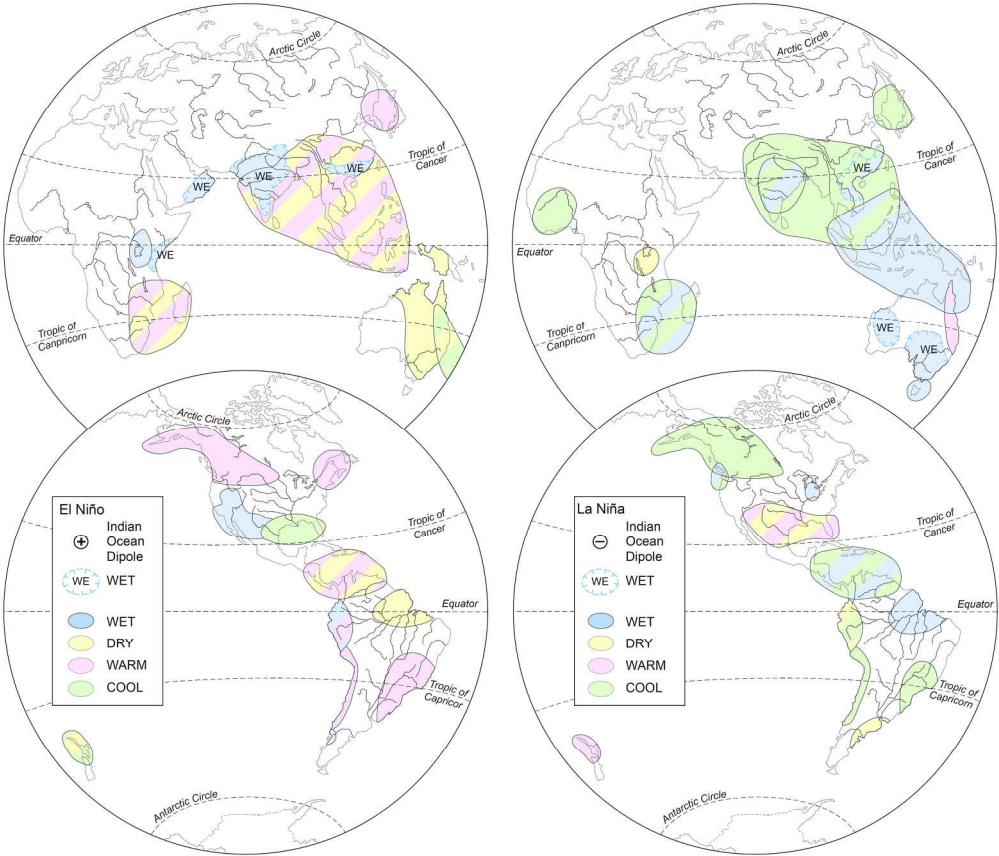 Arctic Circle
Tropic of
Cancer
WE
WE
WE
Equator
WE
Tropic of
Canpricorn
Arctic Circle
Tropic of
Cancer
WE
Equator
Tropic of
Canpricorn
WE
WE
Arctic Circle
El Niño
Indian
Ocean
Dipole
WE WET
WET
DRY
WARM
COOL
Tropic of
Cancer
Equator
Tropic of
Capricor
Antarctic Circle
Arctic Circle
La Niña
Indian
Ocean
Dipole
WE WET
WET
DRY
WARM
COOL
Tropic of
Cancer
Equator
Tropic of
Capricorn
Antarctic Circle